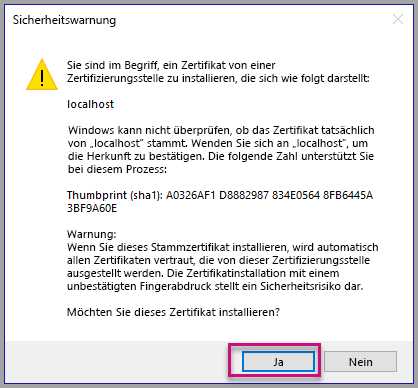 Sicherheitswarnung
Sie sind im Begriff, ein Zertifikat von einer
Zertifizierungsstelle zu installieren, die sich wie folgt darstellt:
localhost
Windows kann nicht überprüfen, ob das Zertifikat tatsächlich
von „localhost" stammt. Wenden Sie sich an „localhost", um
die Herkunft zu bestätigen. Die folgende Zahl unterstützt Sie
bei diesem Prozess:
Thumbprint (sha1): A0326AF1 D8882987 834E0564 8FB6445A
3BF9A60E
Warnung:
Wenn Sie dieses Stammzertifikat installieren, wird automatisch
allen Zertifikaten vertraut, die von dieser Zertifizierungsstelle
ausgestellt werden. Die Zertifikatinstallation mit einem
unbestätigten Fingerabdruck stellt ein Sicherheitsrisiko dar.
Möchten Sie dieses Zertifikat installieren?
Ja
Nein